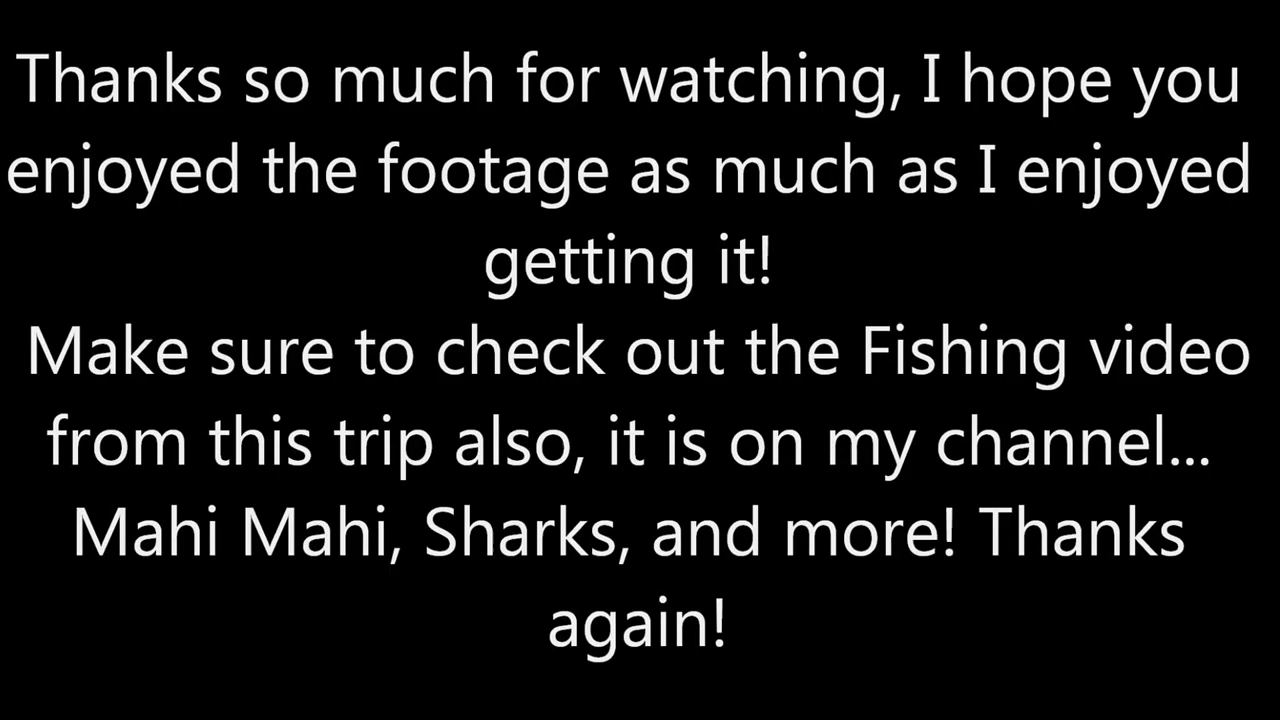 Thanks so much for watching, I hope you
enjoyed the footage as much as I enjoyed
getting it!
Make sure to check out the Fishing video
from this trip also, it is on my channel...
Mahi Mahi, Sharks, and more! Thanks
again!